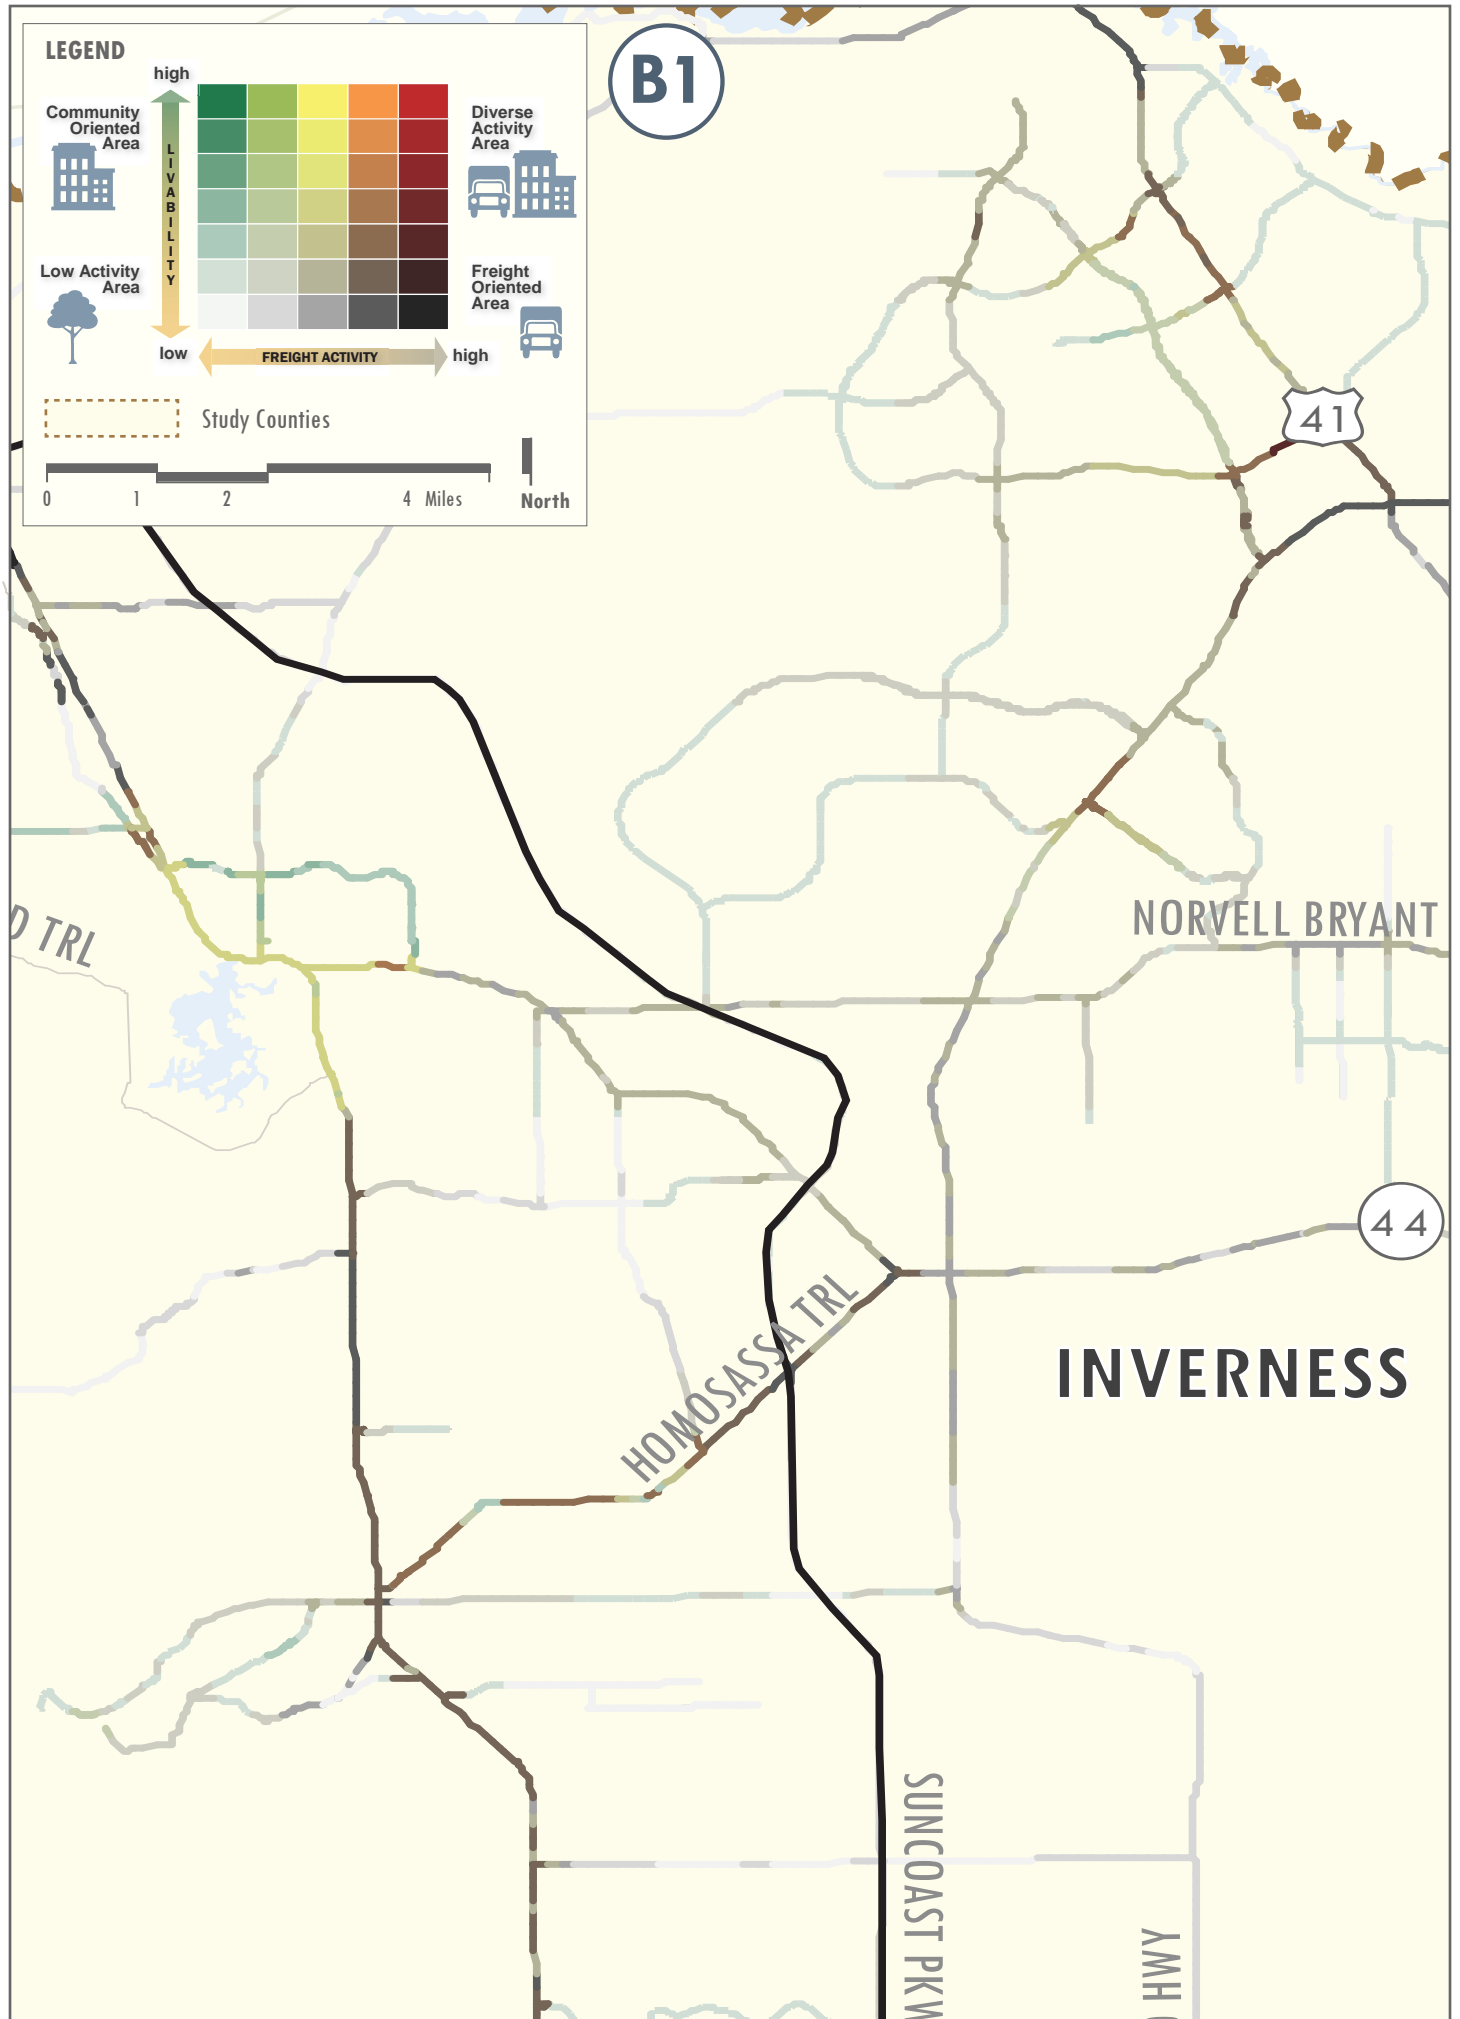 LEGEND
high
Community
Oriented
Area
LIVABILITY
Diverse
Activity
Area
Low Activity
Area
Freight
Oriented
Area
low
FREIGHT ACTIVITY
high
Study Counties
0 1 2 4 Miles
North
B1
41
D TRL
NORVELL BRYANT
44
HOMOSASSA TRL
INVERNESS
SUNCOAST PKW
HWY